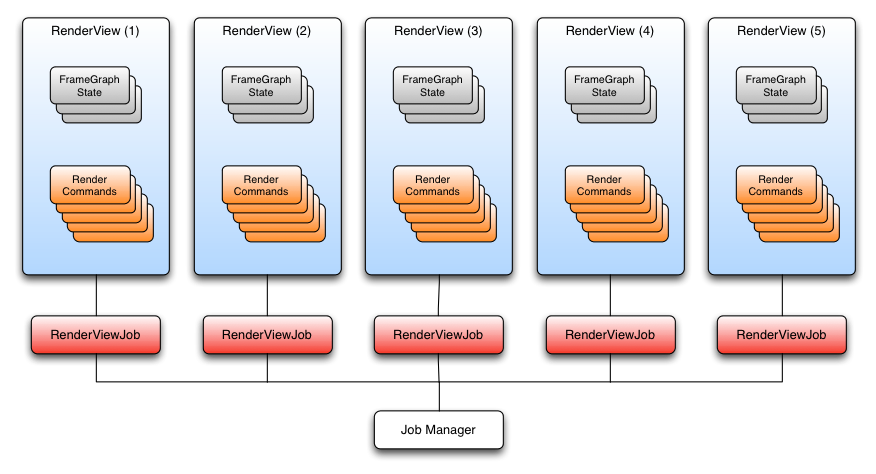 RenderView (1)
RenderView (2)
RenderView (3)
RenderView (4)
RenderView (5)
FrameGraph
State
FrameGraph
State
FrameGraph
State
FrameGraph
State
FrameGraph
State
Render
Commands
Render
Commands
Render
Commands
Render
Commands
Render
Commands
RenderViewJob
RenderViewJob
RenderViewJob
RenderViewJob
RenderViewJob
Job Manager